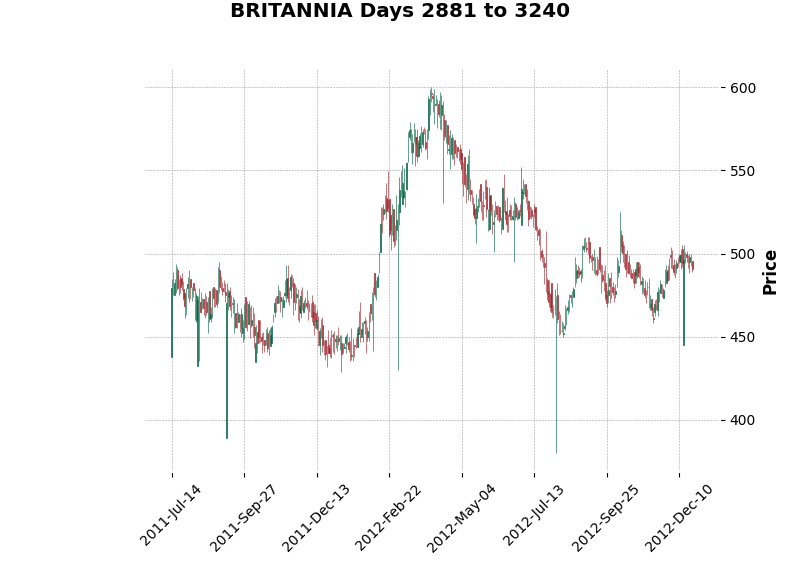 BRITANNIA Days 2881 to 3240
600
550
500
450
400
Price
2011-Jul-14
2011-Sep-27
2011-Dec-13
2012-Feb-22
2012-May-04
2012-Jul-13
2012-Sep-25
2012-Dec-10